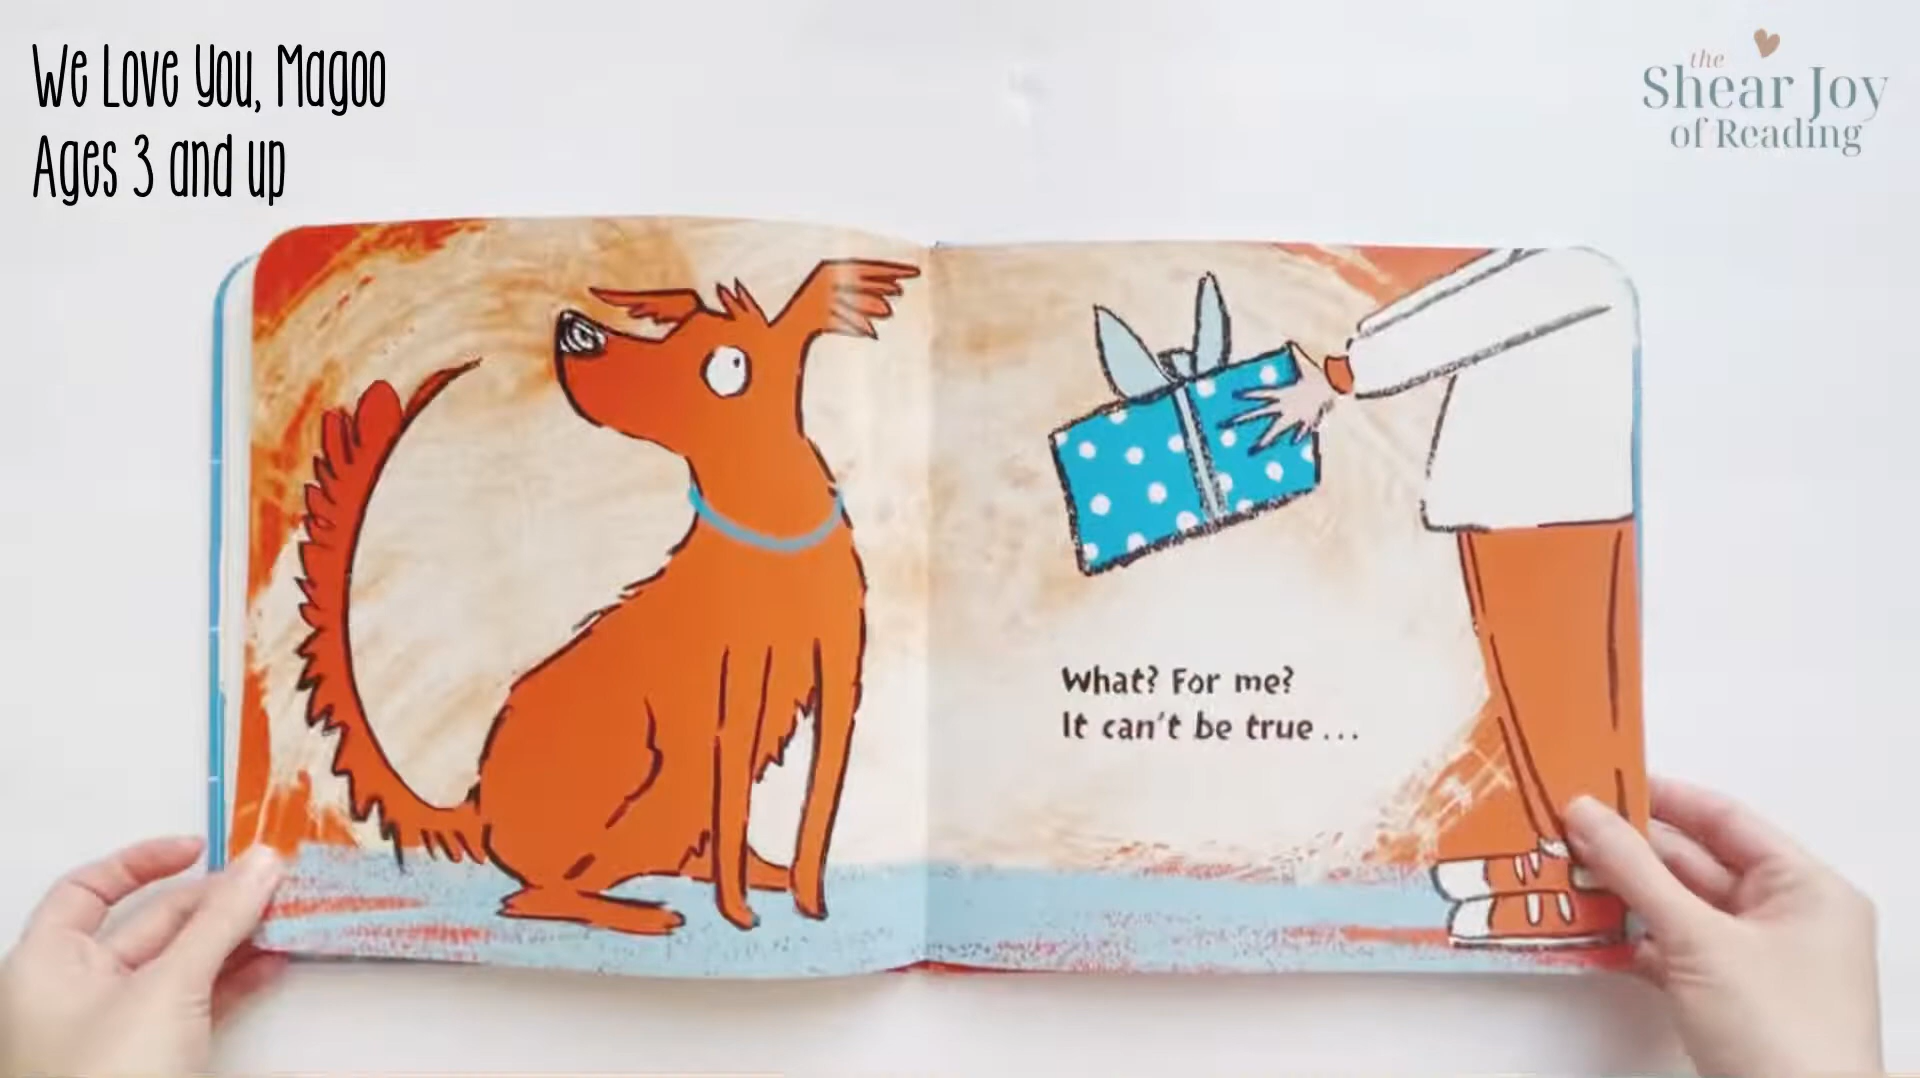 We Love You, Magoo
Ages 3 and up
the
Shear Joy
of Reading
What? For me?
It can't be true...